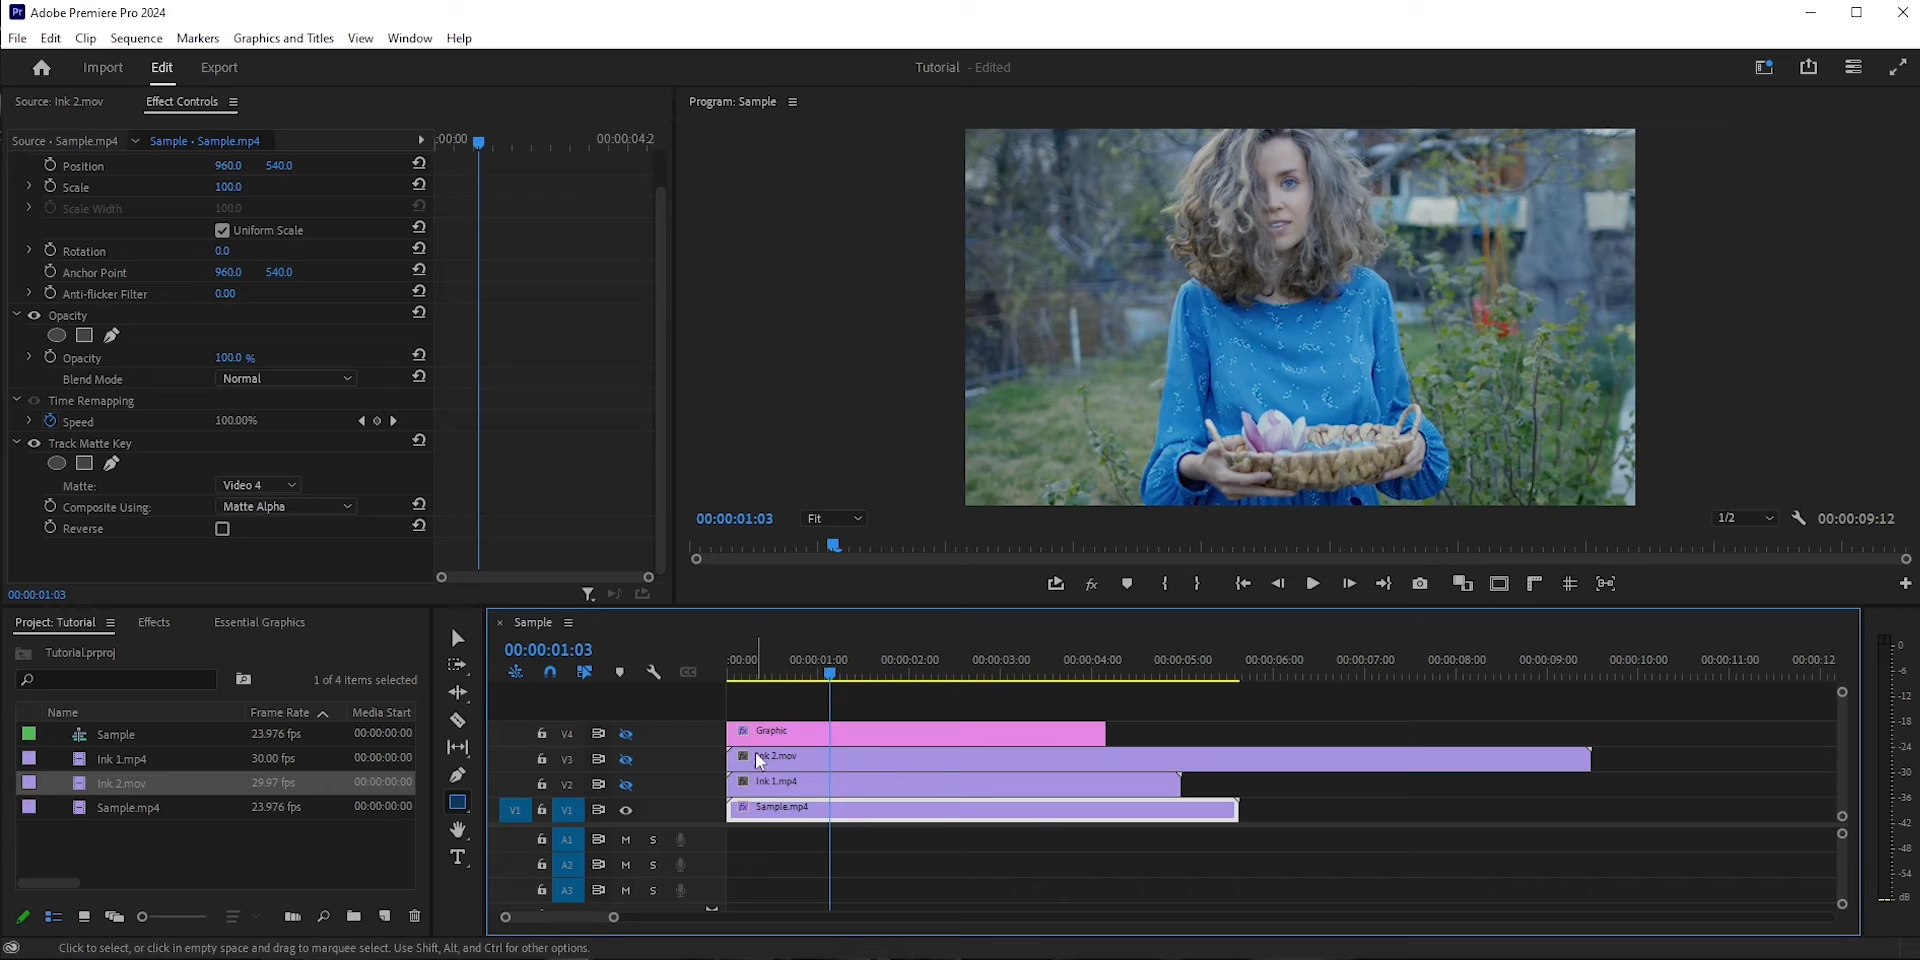 Adobe Premiere Pro 2024
File Edit Clip Sequence Markers Graphics and Titles View Window Help
Import Edit Export Tutorial - Edited
Source: Ink 2.mov Effect Controls Program: Sample
Source • Sample.mp4 Sample • Sample.mp4 :00:00 00:00:04:2
Position 960.0 540.0
Scale 100.0
Scale Width 100.0
Uniform Scale
Rotation 0.0
Anchor Point 960.0 540.0
Anti-flicker Filter 0.00
Opacity
Opacity 100.0 %
Blend Mode Normal
Time Remapping
Speed 100.00%
Track Matte Key
Matte: Video 4
Composite Using: Matte Alpha
Reverse
00:00:01:03 Fit 1/2 00:00:09:12
00:00:01:03
Project: Tutorial Effects Essential Graphics
Tutorial.prproj
1 of 4 items selected
Name Frame Rate Media Start
Sample 23.976 fps 00:00:00:00
Ink 1.mp4 30.00 fps 00:00:00:00
Ink 2.mov 29.97 fps 00:00:00:00
Sample.mp4 23.976 fps 00:00:00:00
× Sample
00:00:01:03
:00:00 00:00:01:00 00:00:02:00 00:00:03:00 00:00:04:00 00:00:05:00 00:00:06:00 00:00:07:00 00:00:08:00 00:00:09:00 00:00:10:00 00:00:11:00 00:00:12
V4 Graphic
V3 2.mov
V2 Ink 1.mp4
V1 V1 Sample.mp4
A1 M S
A2 M S
A3 M S
0
-6
-12
-18
-24
-30
-36
-42
-48
-54
dB
Click to select, or click in empty space and drag to marquee select. Use Shift, Alt, and Ctrl for other options.